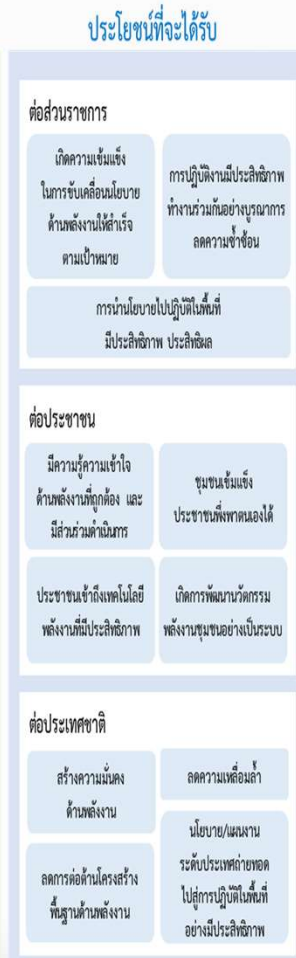 ประโยชน์ที่จะได้รับ
ต่อส่วนราชการ
เกิดความเข้มแข็ง
ในการขับเคลื่อนนโยบาย
ด้านพลังงานให้สำเร็จ
ตามเป้าหมาย
การปฏิบัติงานมีประสิทธิภาพ
ทำงานร่วมกันอย่างบูรณาการ
ลดความซ้ำซ้อน
การนำนโยบายไปปฏิบัติในพื้นที่
มีประสิทธิภาพ ประสิทธิผล
ต่อประชาชน
มีความรู้ความเข้าใจ
ด้านพลังงานที่ถูกต้อง และ
มีส่วนร่วมดำเนินการ
ชุมชนเข้มแข็ง
ประชาชนพึ่งพาตนเองได้
ประชาชนเข้าถึงเทคโนโลยี
พลังงานที่มีประสิทธิภาพ
เกิดการพัฒนานวัตกรรม
พลังงานชุมชนอย่างเป็นระบบ
ต่อประเทศชาติ
สร้างความมั่นคง
ด้านพลังงาน
ลดความเหลื่อมล้ำ
ลดการต่อต้านโครงสร้าง
พื้นฐานด้านพลังงาน
นโยบาย/แผนงาน
ระดับประเทศถ่ายทอด
ไปสู่การปฏิบัติในพื้นที่
อย่างมีประสิทธิภาพ